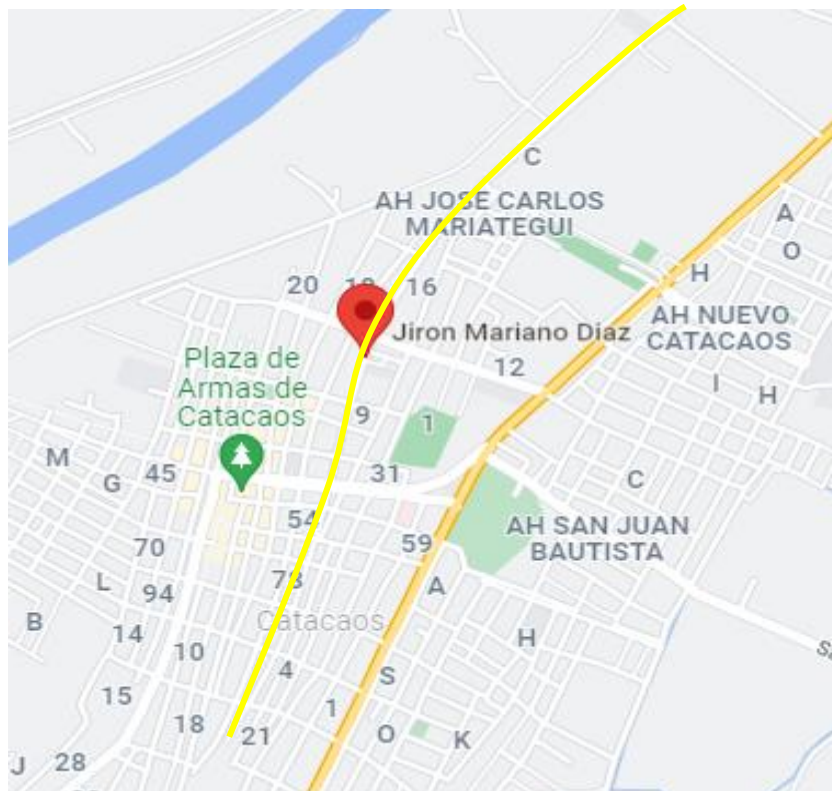 C
AH JOSE CARLOS
MARIATEGUI
A
O
H
20
16
AH NUEVO
CATACAOS
Jiron Mariano Diaz
Plaza de
Armas de
Catacaos
12
I
H
9
1
M
G
45
31
C
54
AH SAN JUAN
BAUTISTA
70
59
78
A
L
94
Catacaos
B
14
10
H
4
S
15
18
1
21
O
K
J
28